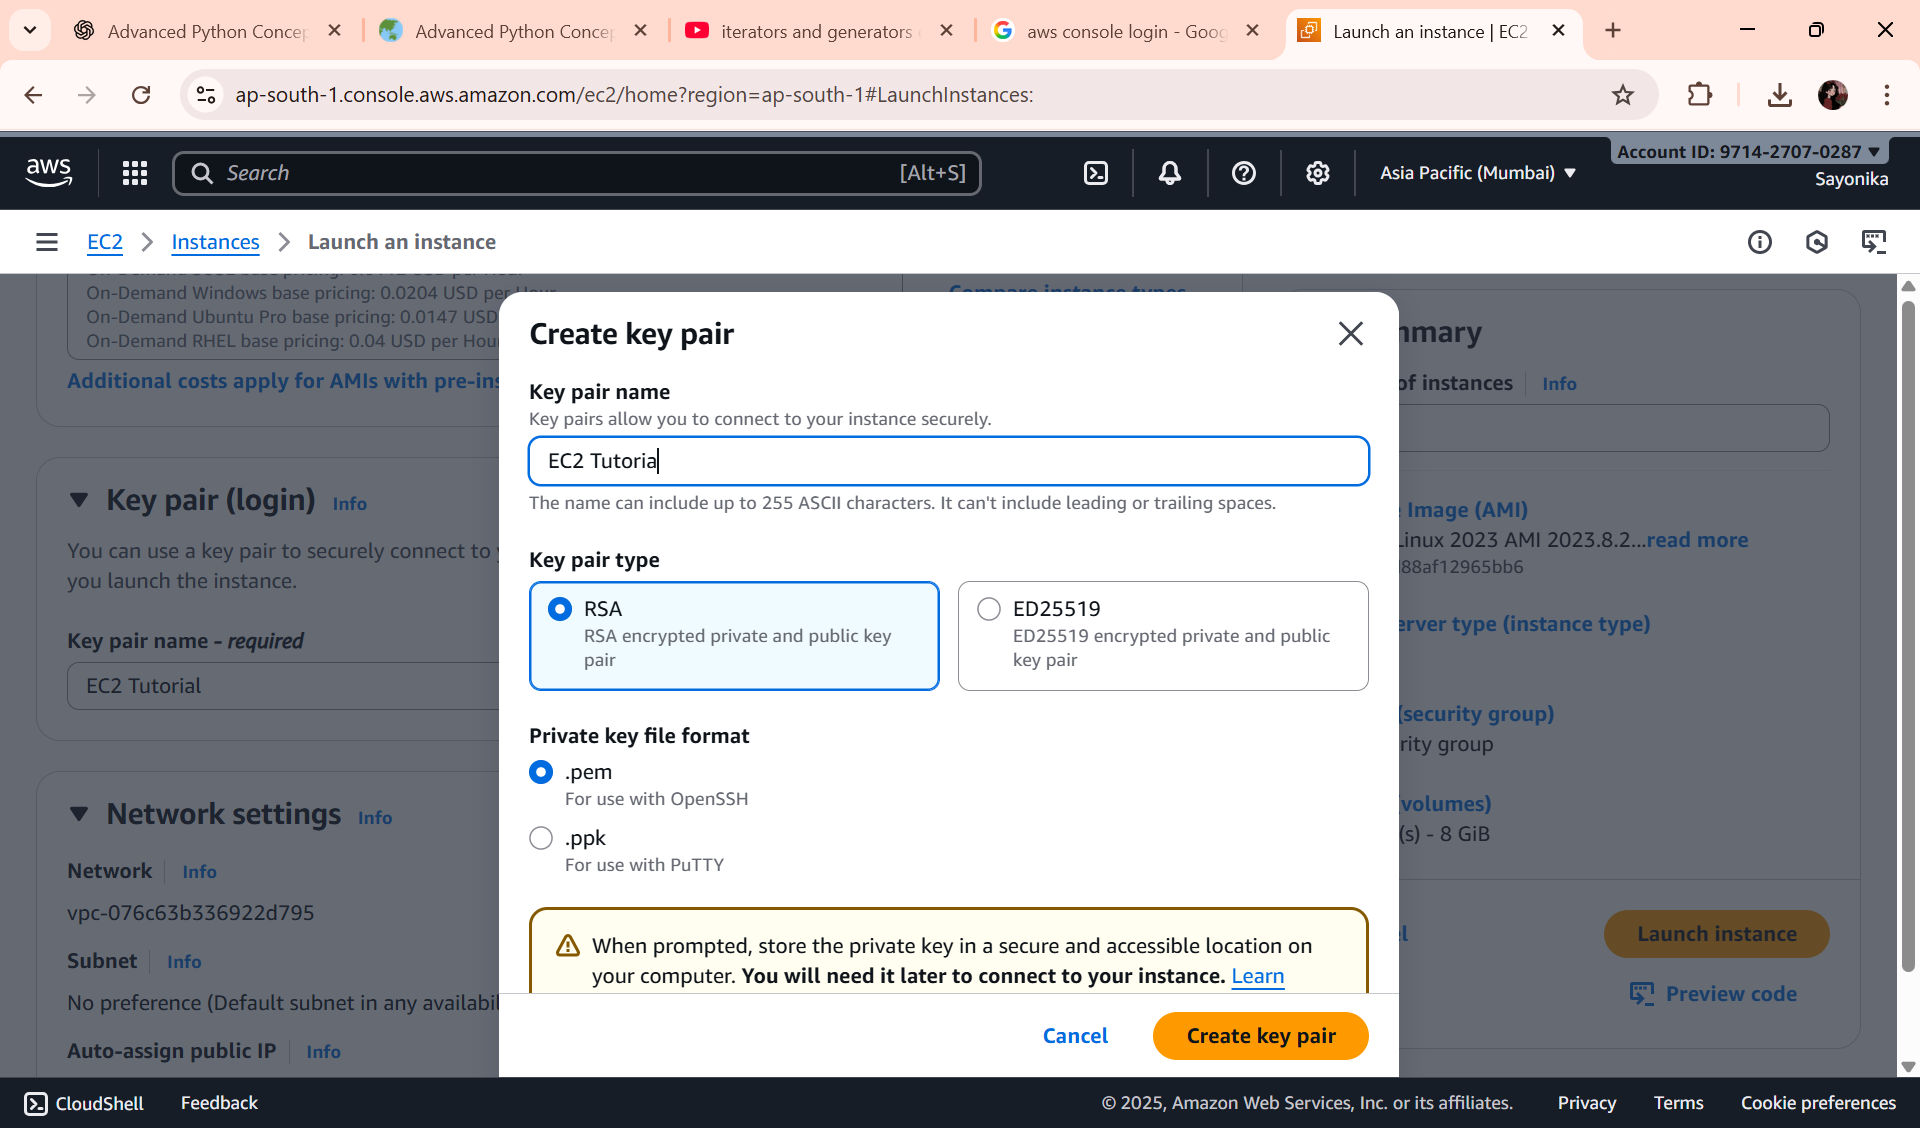 Advanced Python Concep
Advanced Python Concep
iterators and generators
aws console login - Goog
Launch an instance | EC2
ap-south-1.console.aws.amazon.com/ec2/home?region=ap-south-1#LaunchInstances:
aws
Search
[Alt+S]
Asia Pacific (Mumbai)
Account ID: 9714-2707-0287
Sayonika
EC2
Instances
Launch an instance
On-Demand Windows base pricing: 0.0204 USD per Hour
On-Demand Ubuntu Pro base pricing: 0.0147 USD
On-Demand RHEL base pricing: 0.04 USD per Hou
Additional costs apply for AMIs with pre-ins
Compare instance types
Key pair (login)
Info
You can use a key pair to securely connect to y
you launch the instance.
Key pair name - required
EC2 Tutorial
Network settings
Info
Network
Info
vpc-076c63b336922d795
Subnet
Info
No preference (Default subnet in any availabil
Auto-assign public IP
Info
Create key pair
Key pair name
Key pairs allow you to connect to your instance securely.
EC2 Tutoria
The name can include up to 255 ASCII characters. It can't include leading or trailing spaces.
Key pair type
RSA
RSA encrypted private and public key
pair
ED25519
ED25519 encrypted private and public
key pair
Private key file format
.pem
For use with OpenSSH
.ppk
For use with PuTTY
When prompted, store the private key in a secure and accessible location on
your computer. You will need it later to connect to your instance. Learn
Cancel
Create key pair
mmary
of instances
Info
Image (AMI)
Linux 2023 AMI 2023.8.2...read more
88af12965bb6
erver type (instance type)
(security group)
rity group
(volumes)
(s) - 8 GiB
el
Launch instance
Preview code
CloudShell
Feedback
© 2025, Amazon Web Services, Inc. or its affiliates.
Privacy
Terms
Cookie preferences